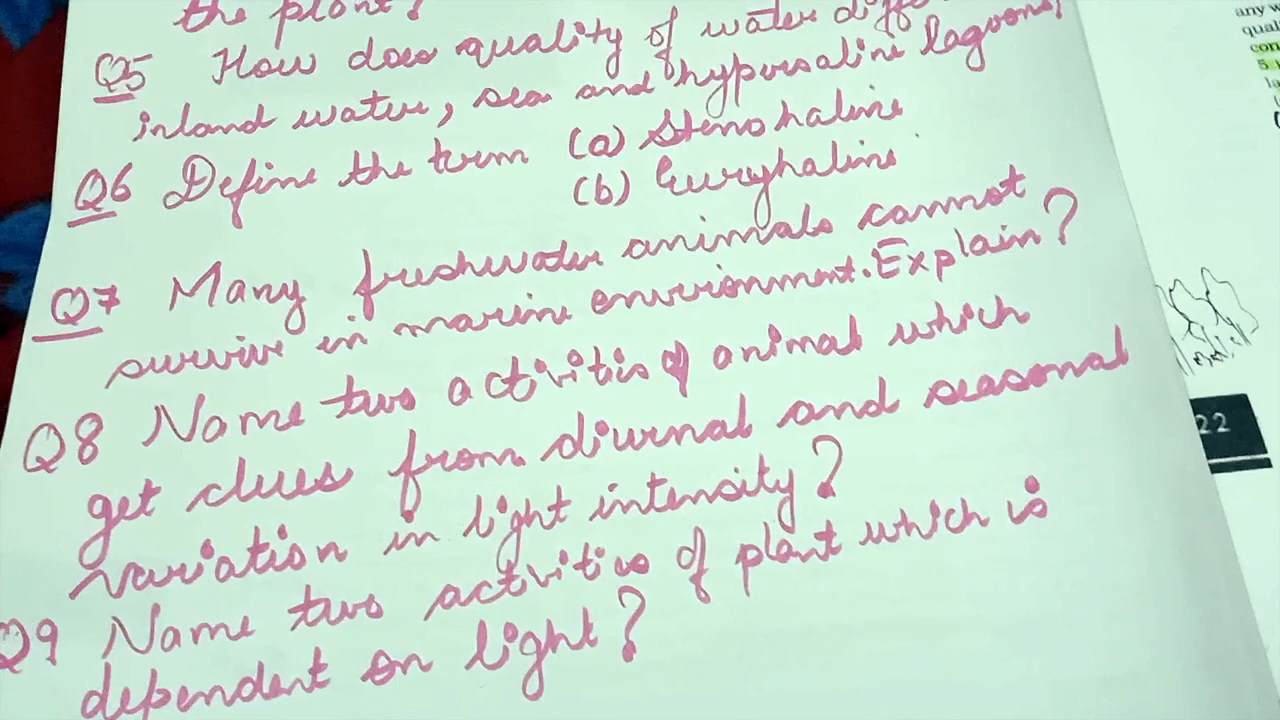 the plant?
Q5 How does quality of water
inland water, sea and hypersaline lagoons,
Q6 Define the term (a) Stenohaline
(b) Euryhaline
Q7 Many freshwater animals cannot
survive in marine environment. Explain?
Q8 Name two activities of animal which
get clues from diurnal and seasonal
variation in light intensity?
Q9 Name two activities of plant which is
dependent on light?
any
5
22